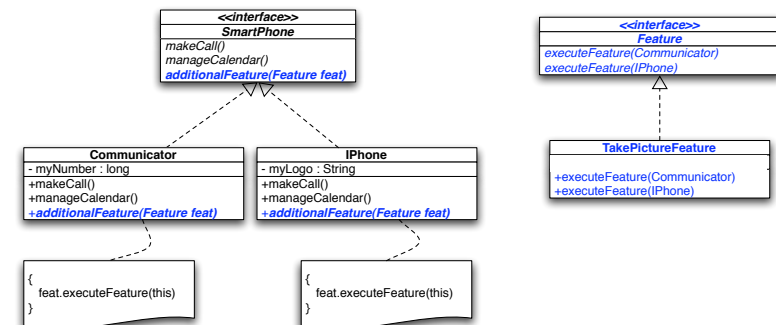 <<interface>>
SmartPhone
makeCall()
manageCalendar()
additionalFeature(Feature feat)
<<interface>>
Feature
executeFeature(Communicator)
executeFeature(IPhone)
Communicator
- myNumber : long
+makeCall()
+manageCalendar()
+additionalFeature(Feature feat)
IPhone
- myLogo : String
+makeCall()
+manageCalendar()
+additionalFeature(Feature feat)
TakePictureFeature
+executeFeature(Communicator)
+executeFeature(IPhone)
{
feat.executeFeature(this)
}
{
feat.executeFeature(this)
}